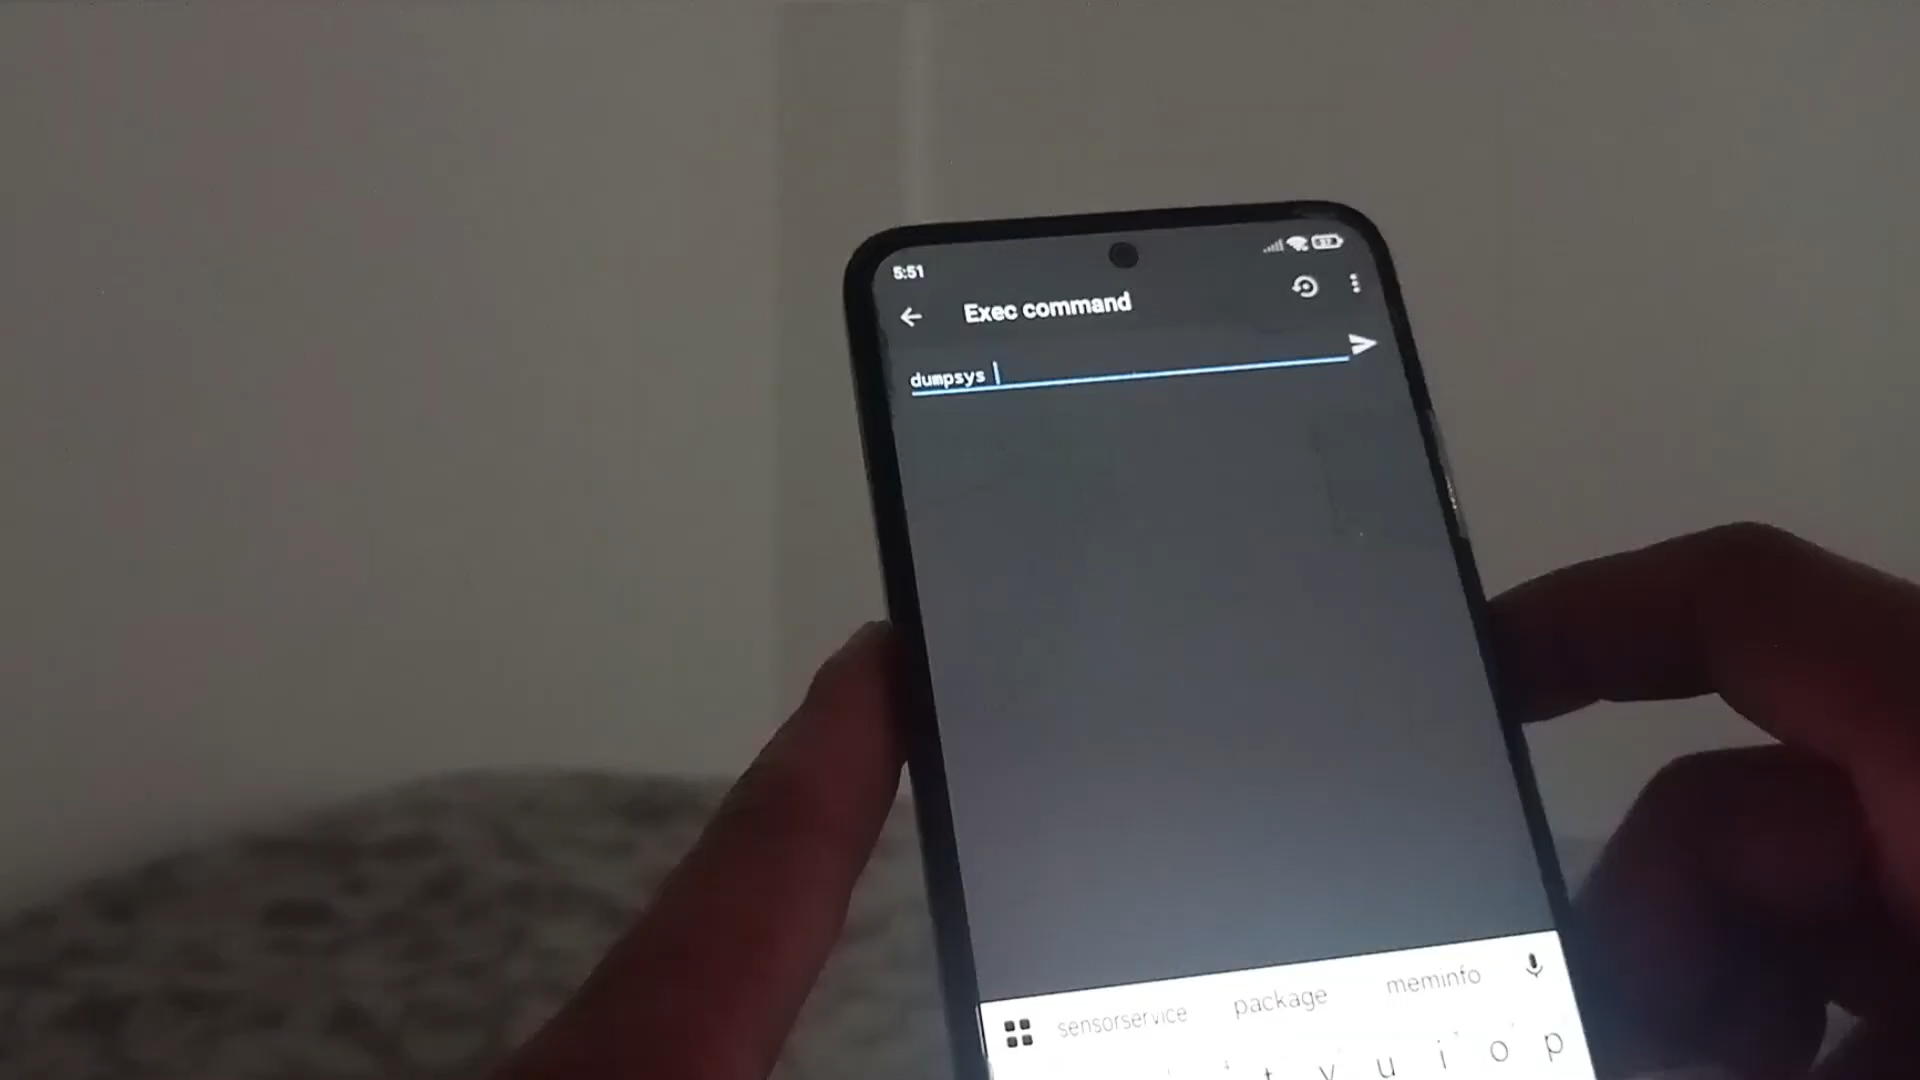 5:51
Exec command
dumpsys
sensorservice package meminfo
t y u i o p